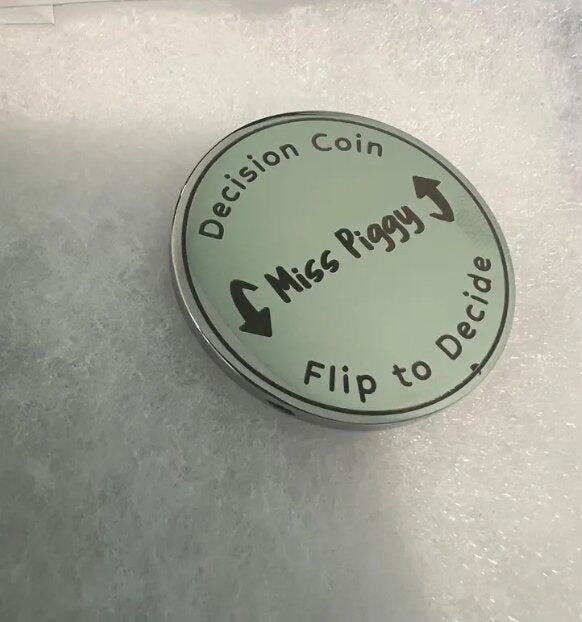 Decision Coin
Miss Piggy
Flip to Decide